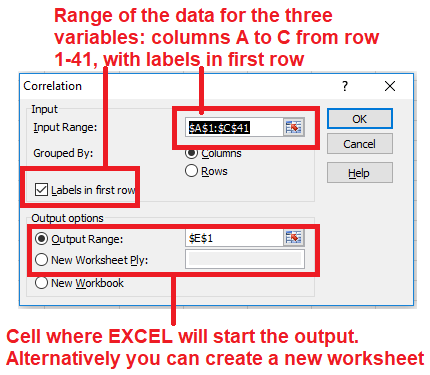 Range of the data for the three
variables: columns A to C from row
1-41, with labels in first row
Correlation ? ×
Input
Input Range: $A$1:$C$41 OK
Grouped By: Columns Cancel
Rows Help
Labels in first row
Output options
Output Range: $E$1
New Worksheet Ply:
New Workbook
Cell where EXCEL will start the output.
Alternatively you can create a new worksheet